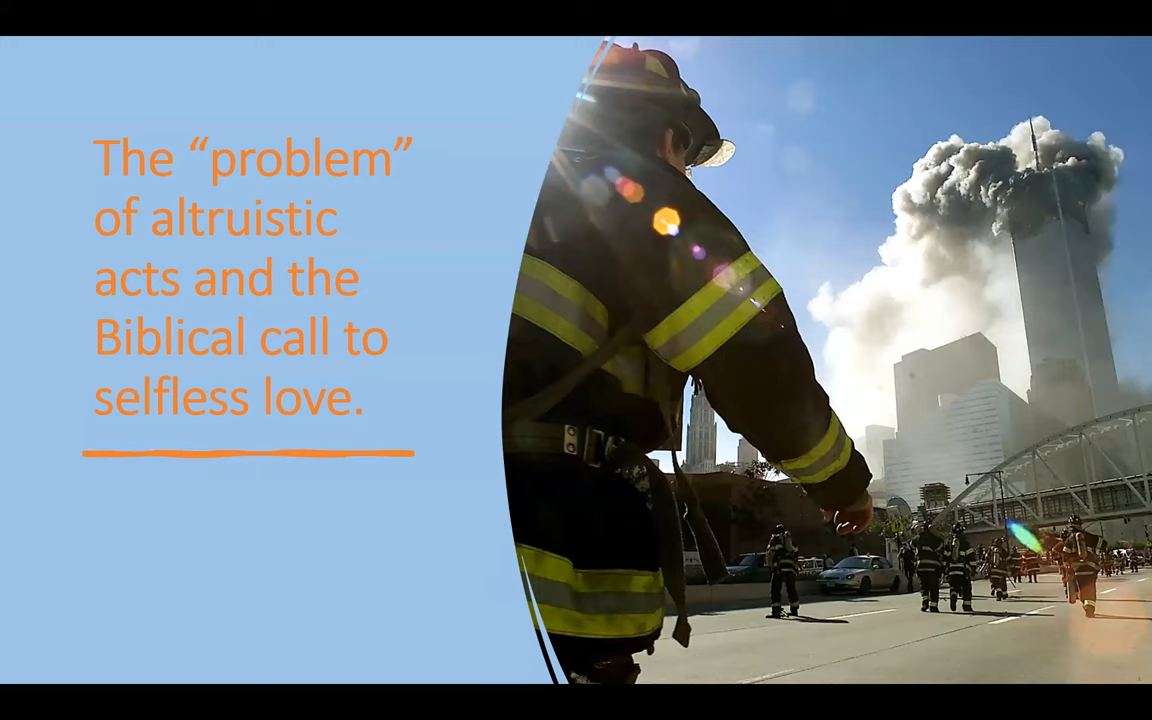 The “problem”
of altruistic
acts and the
Biblical call to
selfless love.